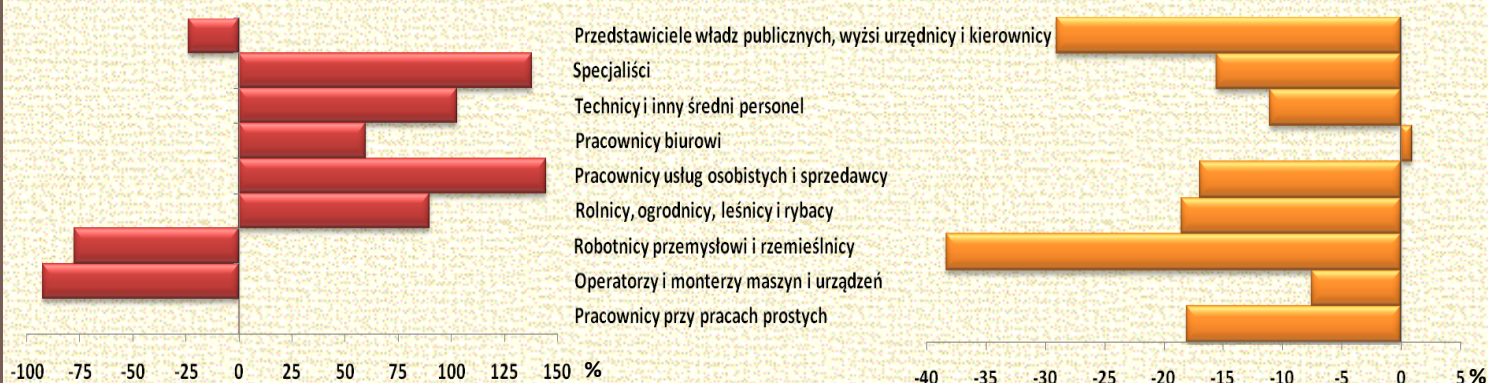 Przedstawiciele władz publicznych, wyżsi urzędnicy i kierownicy
Specjaliści
Technicy i inny średni personel
Pracownicy biurowi
Pracownicy usług osobistych i sprzedawcy
Rolnicy, ogrodnicy, leśnicy i rybacy
Robotnicy przemysłowi i rzemieślnicy
Operatorzy i monterzy maszyn i urządzeń
Pracownicy przy pracach prostych
-100 -75 -50 -25 0 25 50 75 100 125 150 %
-40 -35 -30 -25 -20 -15 -10 -5 0 5 %